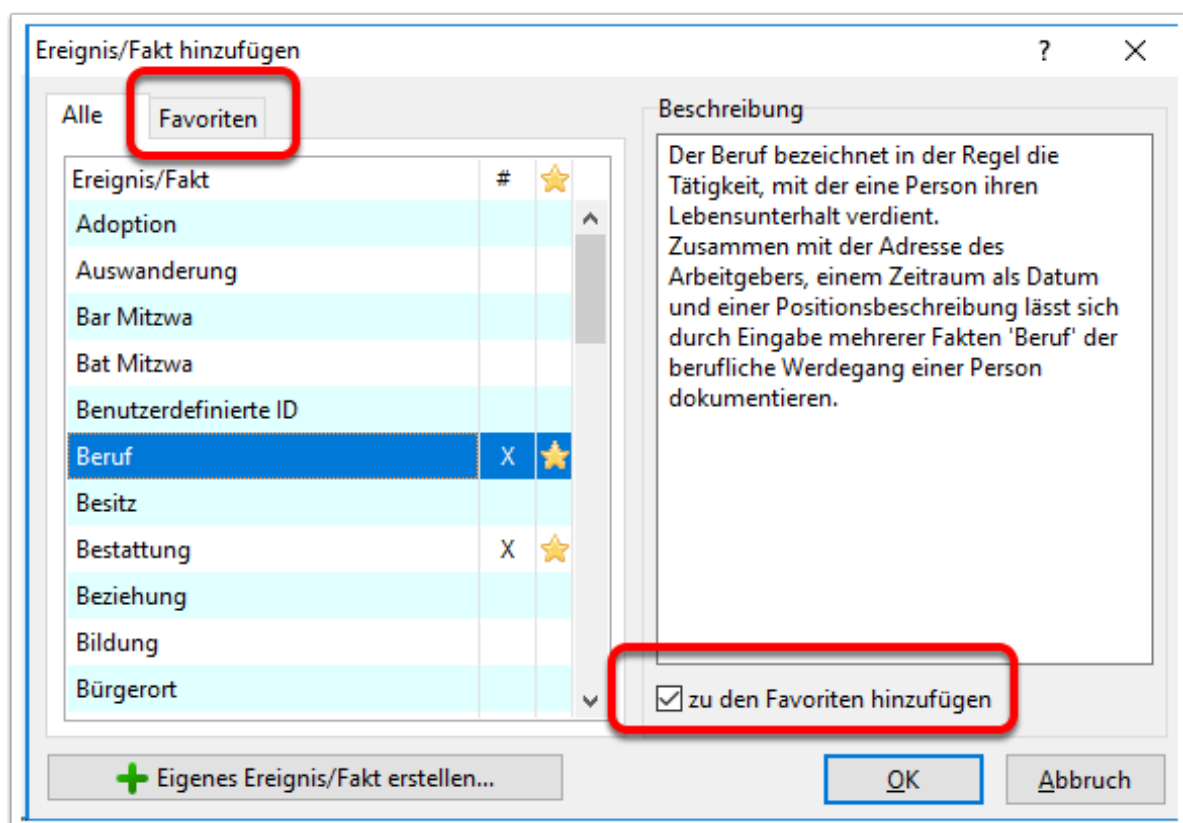 Ereignis/Fakt hinzufügen ?
Alle Favoriten
Ereignis/Fakt #
Adoption
Auswanderung
Bar Mitzwa
Bat Mitzwa
Benutzerdefinierte ID
Beruf X
Besitz
Bestattung X
Beziehung
Bildung
Bürgerort
Beschreibung
Der Beruf bezeichnet in der Regel die
Tätigkeit, mit der eine Person ihren
Lebensunterhalt verdient.
Zusammen mit der Adresse des
Arbeitgebers, einem Zeitraum als Datum
und einer Positionsbeschreibung lässt sich
durch Eingabe mehrerer Fakten 'Beruf' der
berufliche Werdegang einer Person
dokumentieren.
zu den Favoriten hinzufügen
Eigenes Ereignis/Fakt erstellen...
OK
Abbruch